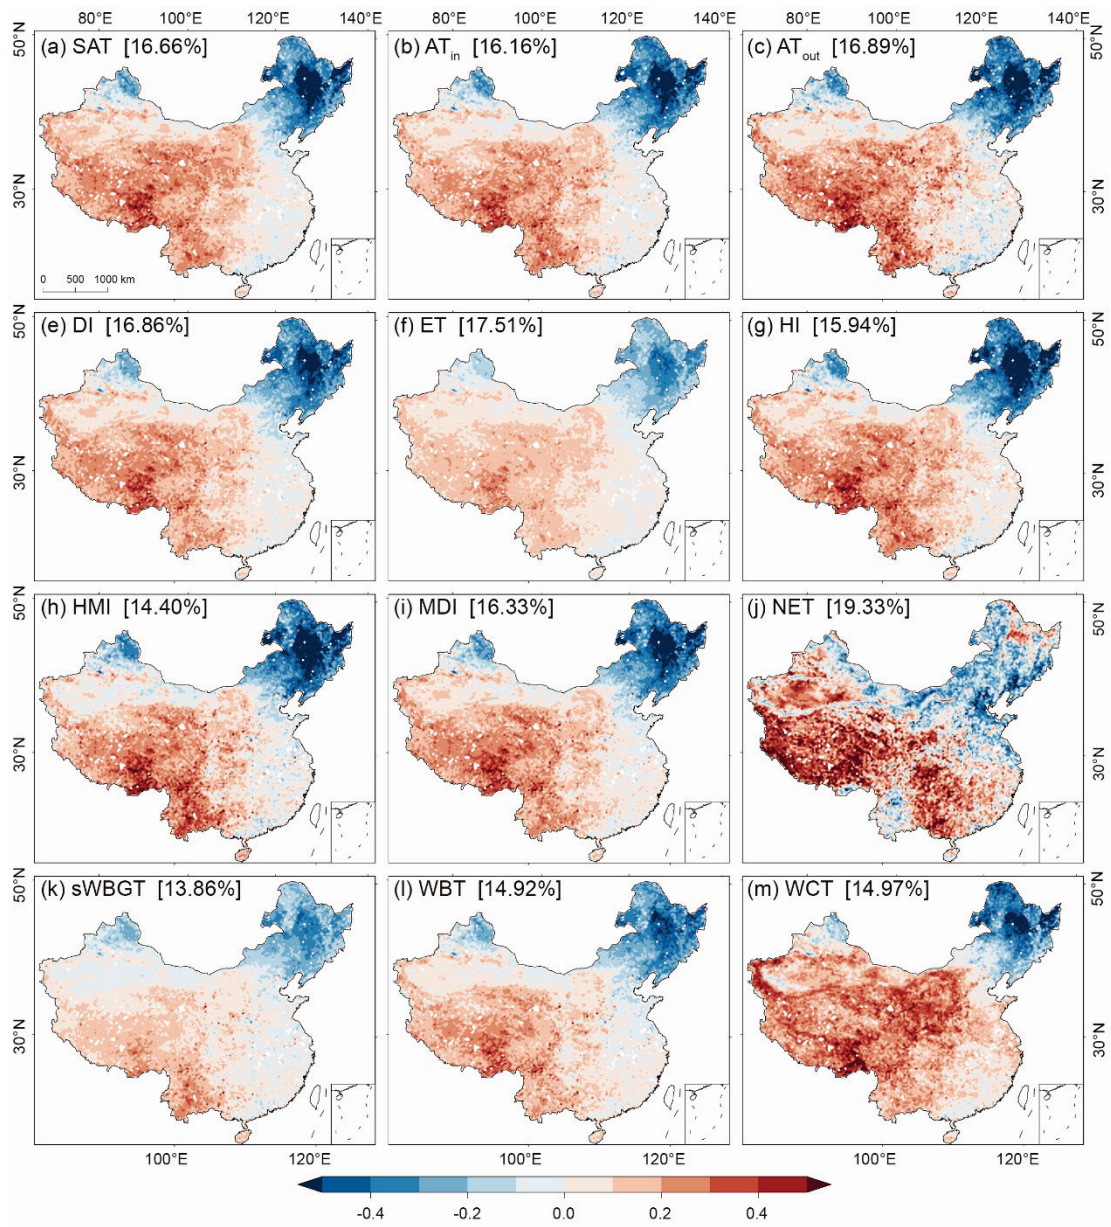 80°E 100°E 120°E 140°E 80°E 100°E 120°E 140°E 80°E 100°E 120°E 140°E
50°N (a) SAT [16.66%] (b) ATin [16.16%] (c) ATout [16.89%] 50°N
30°N 30°N
0 500 1000 km
50°N (e) DI [16.86%] (f) ET [17.51%] (g) HI [15.94%] 50°N
30°N 30°N
50°N (h) HMI [14.40%] (i) MDI [16.33%] (j) NET [19.33%] 50°N
30°N 30°N
50°N (k) sWBGT [13.86%] (l) WBT [14.92%] (m) WCT [14.97%] 50°N
30°N 30°N
100°E 120°E 100°E 120°E 100°E 120°E
-0.4 -0.2 0.0 0.2 0.4